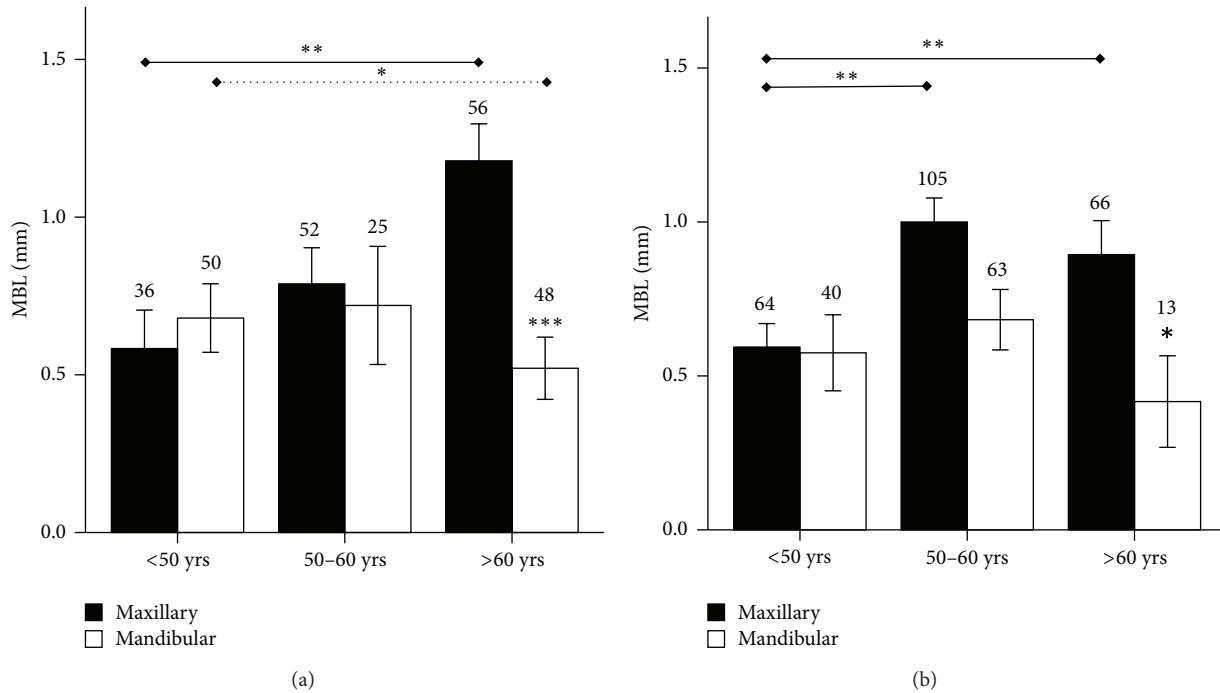 1.5
1.0
0.5
0.0
MBL (mm)
**
*
36
50
52
25
56
48
***
<50 yrs
50–60 yrs
>60 yrs
Maxillary
Mandibular
(a)
1.5
1.0
0.5
0.0
MBL (mm)
**
**
64
40
105
63
66
13
*
<50 yrs
50–60 yrs
>60 yrs
Maxillary
Mandibular
(b)